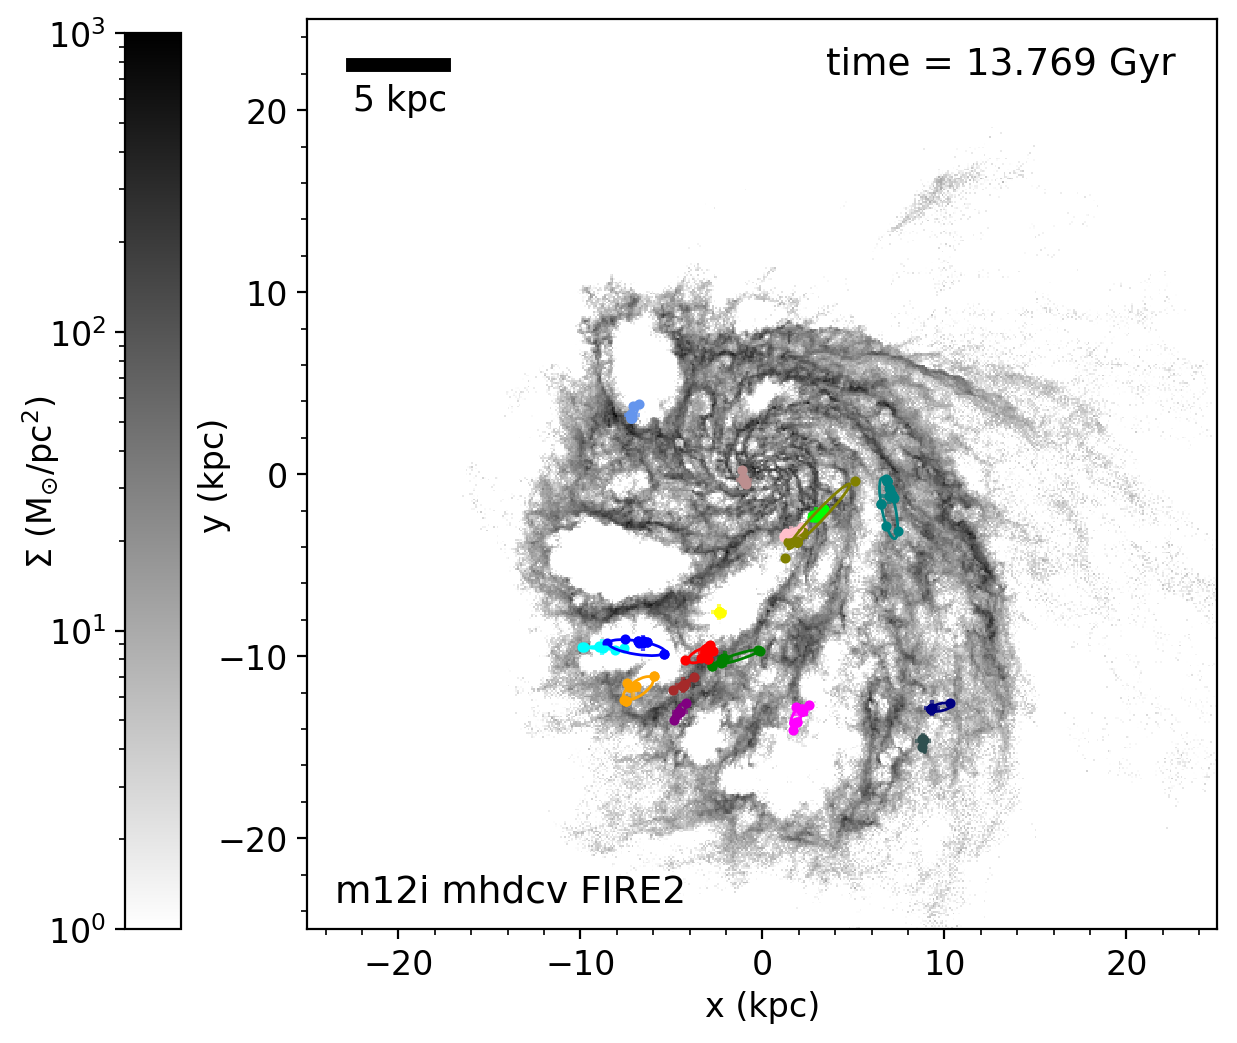 10³
10²
10¹
10⁰
Σ (M⊙/pc²)
5 kpc
time = 13.769 Gyr
m12i mhdcv FIRE2
20
10
0
−10
−20
y (kpc)
−20 −10 0 10 20
x (kpc)